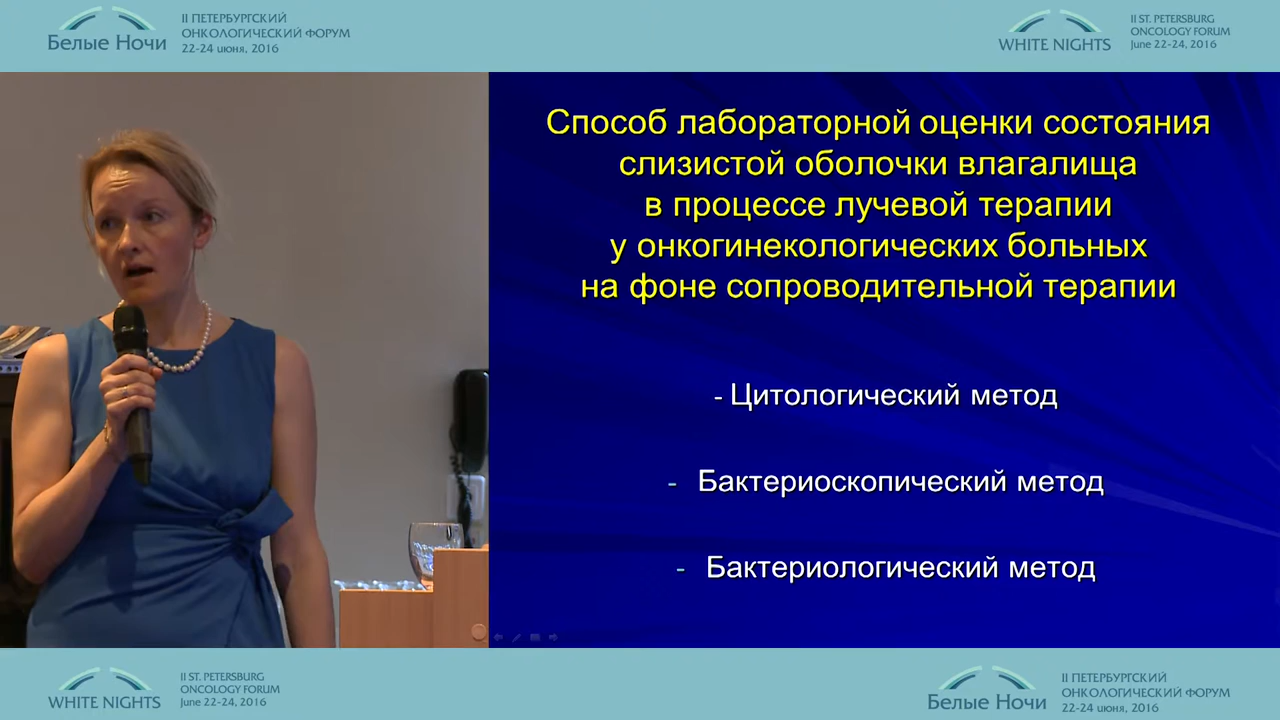 Белые Ночи
II ПЕТЕРБУРГСКИЙ
ОНКОЛОГИЧЕСКИЙ ФОРУМ
22-24 июня, 2016
WHITE NIGHTS
II ST. PETERSBURG
ONCOLOGY FORUM
June 22-24, 2016
Способ лабораторной оценки состояния
слизистой оболочки влагалища
в процессе лучевой терапии
у онкогинекологических больных
на фоне сопроводительной терапии
- Цитологический метод
- Бактериоскопический метод
- Бактериологический метод
WHITE NIGHTS
II ST. PETERSBURG
ONCOLOGY FORUM
June 22-24, 2016
Белые Ночи
II ПЕТЕРБУРГСКИЙ
ОНКОЛОГИЧЕСКИЙ ФОРУМ
22-24 июня, 2016